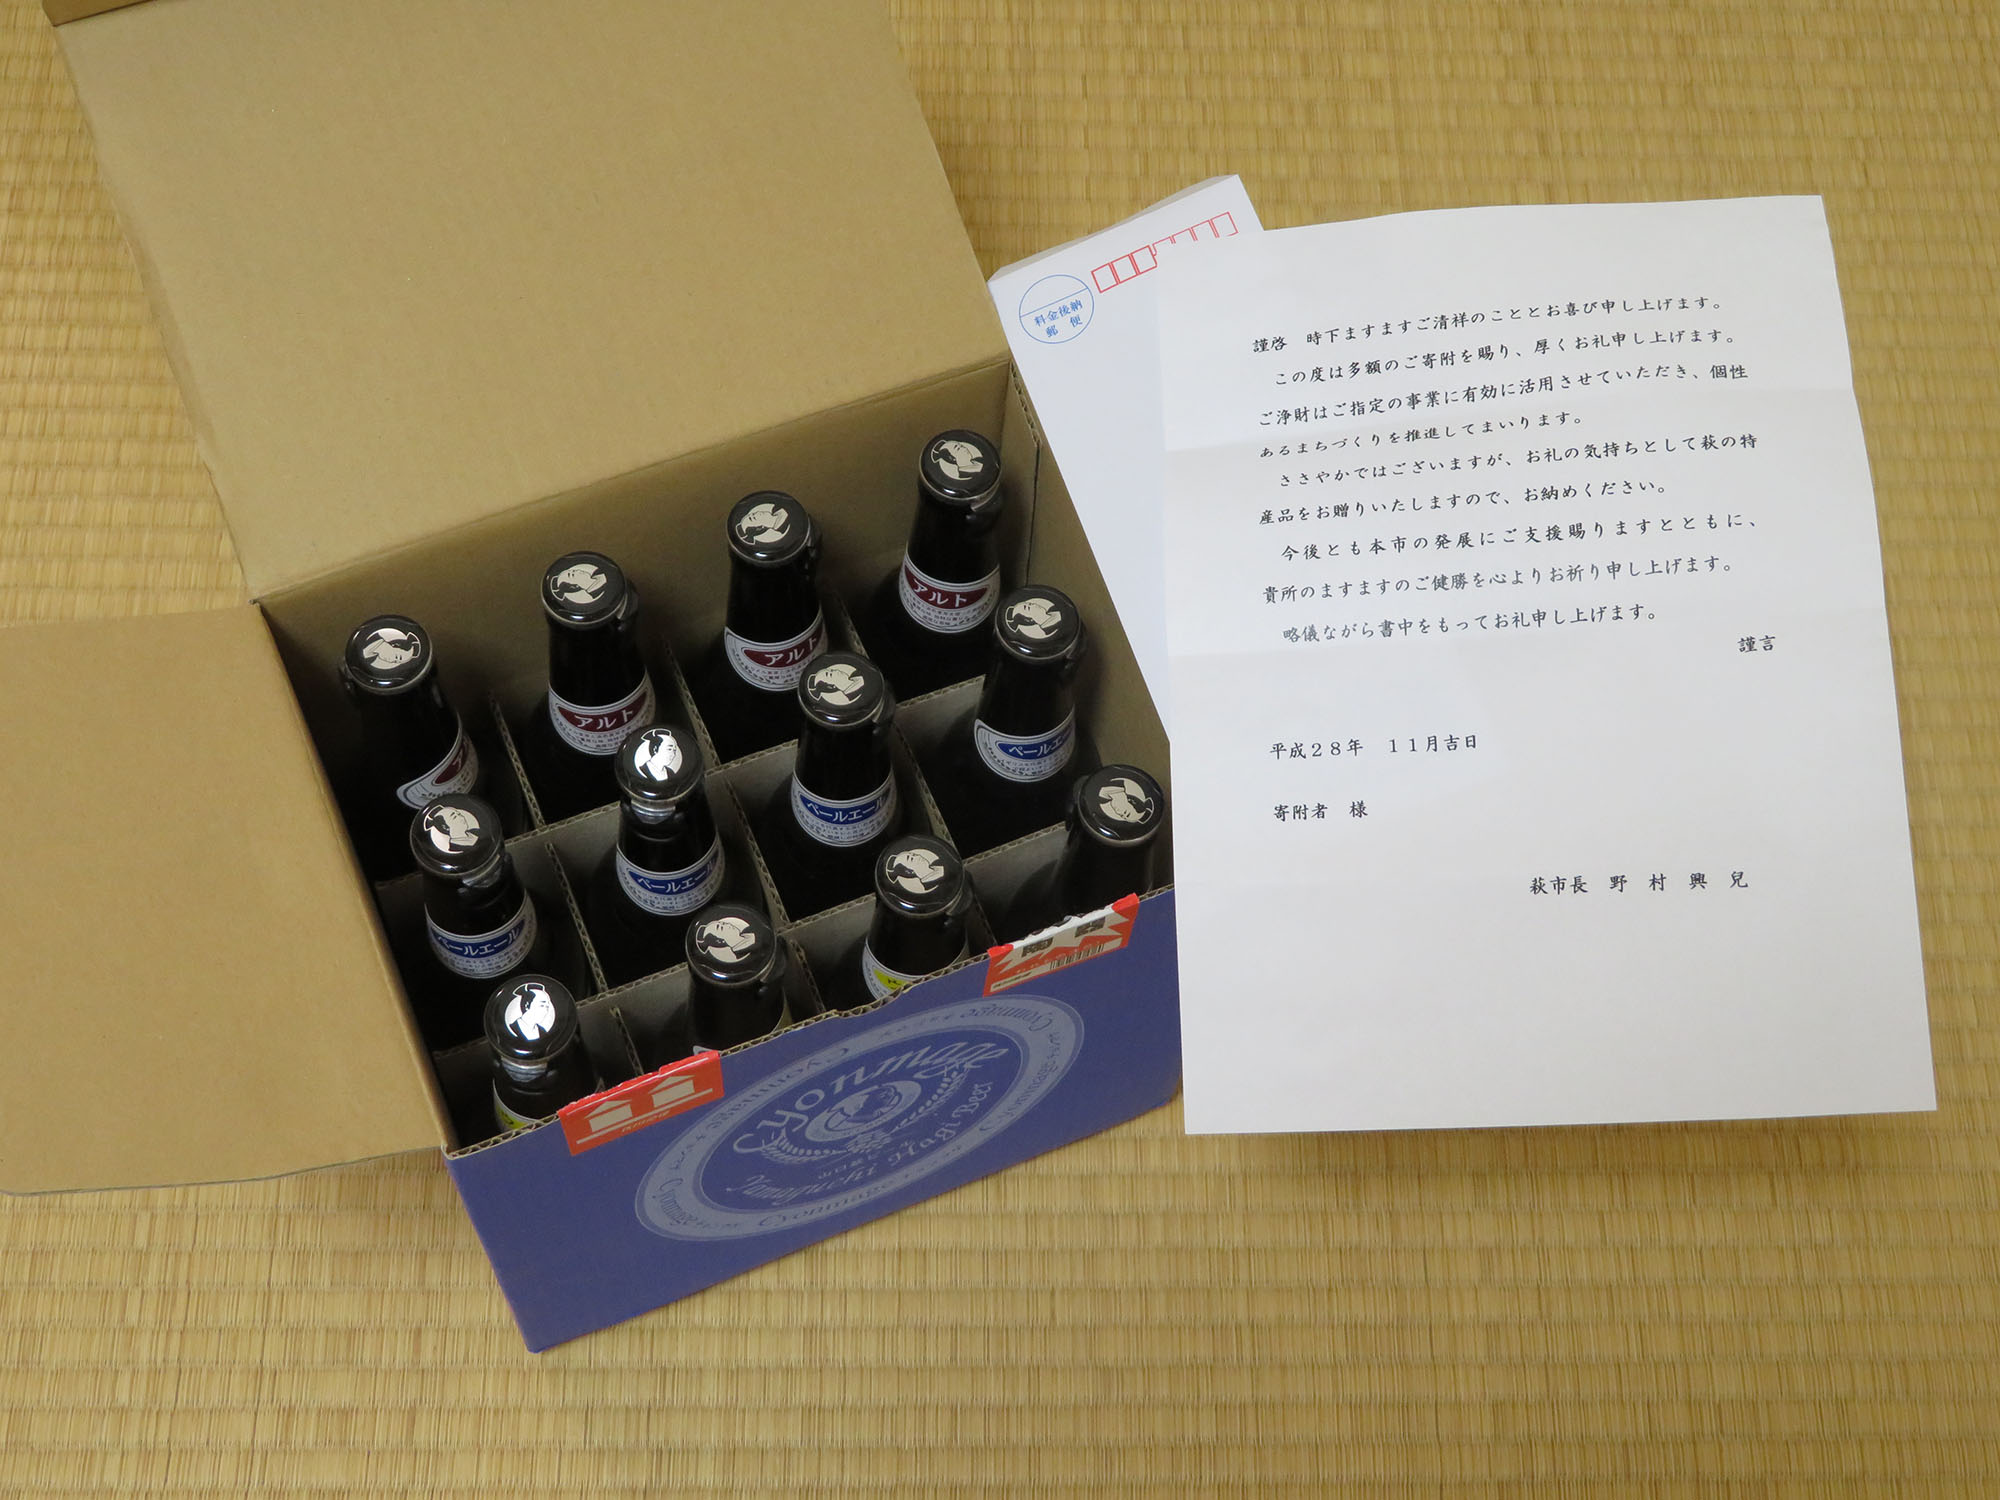 料金後納
郵便
謹啓　時下ますますご清祥のこととお喜び申し上げます。
この度は多額のご寄附を賜り、厚くお礼申し上げます。
ご浄財はご指定の事業に有効に活用させていただき、個性
あるまちづくりを推進してまいります。
ささやかではございますが、お礼の気持ちとして萩の特
産品をお贈りいたしますので、お納めください。
今後とも本市の発展にご支援賜りますとともに、
貴所のますますのご健勝を心よりお祈り申し上げます。
略儀ながら書中をもってお礼申し上げます。
謹言
平成２８年　１１月吉日
寄附者　様
萩市長　野　村　興　兒
アルト
アルト
アルト
ペールエール
ペールエール
ペールエール
ペールエ
Cyonmage
Yamaguchi Hagi Beer